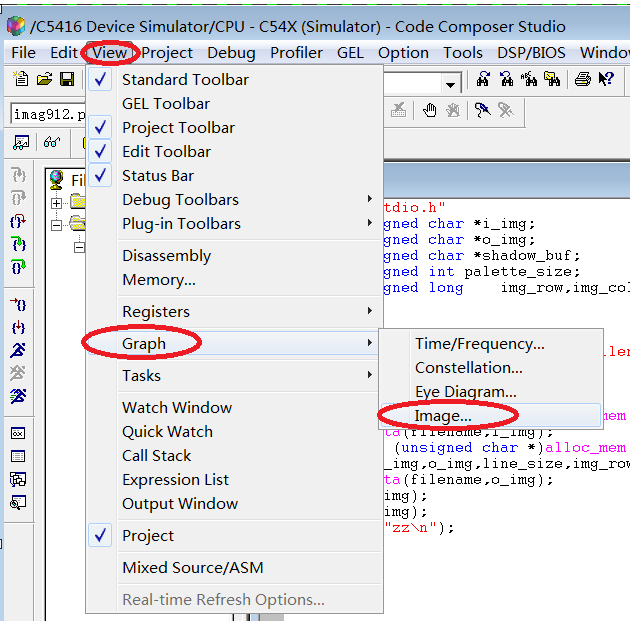 /C5416 Device Simulator/CPU - C54X (Simulator) - Code Composer Studio
File Edit View Project Debug Profiler GEL Option Tools DSP/BIOS Window
Standard Toolbar
GEL Toolbar
imag912.p
Project Toolbar
Edit Toolbar
Status Bar
Debug Toolbars
Plug-in Toolbars
Disassembly
Memory...
Registers
Graph
Tasks
Watch Window
Quick Watch
Call Stack
Expression List
Output Window
Project
Mixed Source/ASM
Real-time Refresh Options...
Time/Frequency...
Constellation...
Eye Diagram...
Image...
tdio.h"
gned char *i_img;
gned char *o_img;
gned char *shadow_buf;
gned int palette_size;
gned long img_row,img_col
len
_mem
ta(filename,i_img);
(unsigned char *)alloc_mem
_img,o_img,line_size,img_row
ta(filename,o_img);
img);
img);
"zz\n");